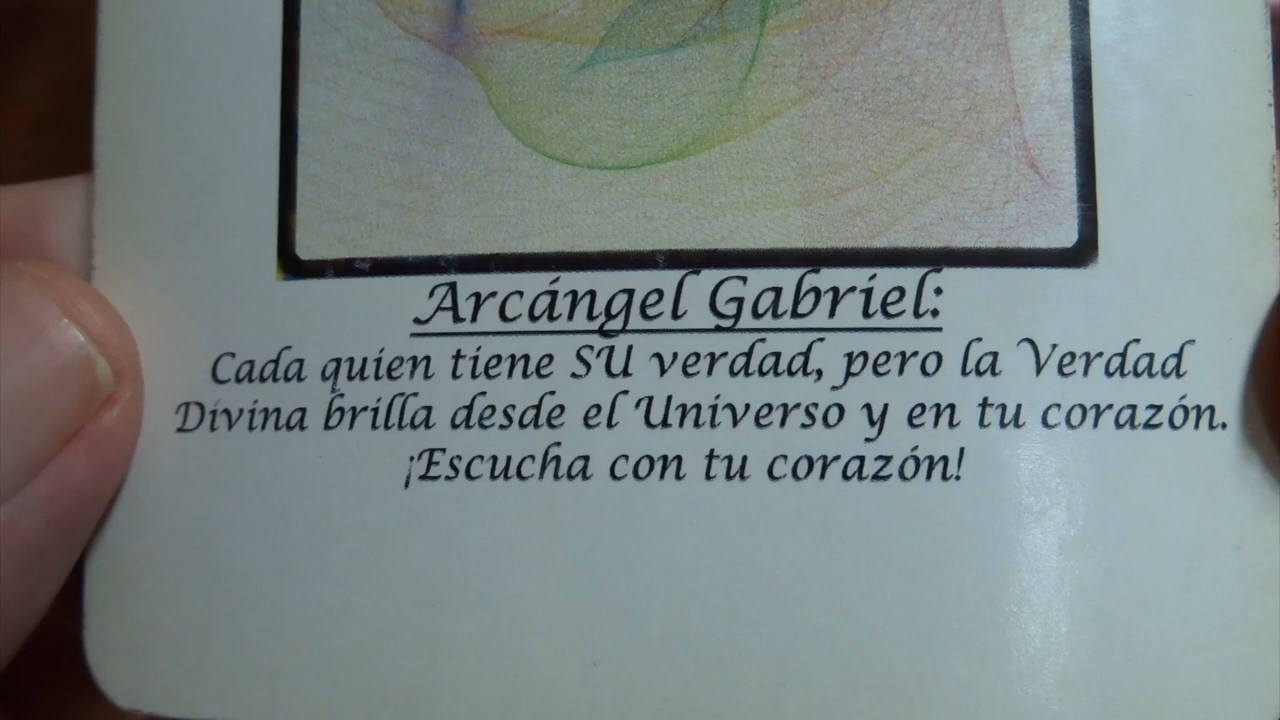 Arcángel Gabriel:
Cada quien tiene SU verdad, pero la Verdad
Divina brilla desde el Universo y en tu corazón.
¡Escucha con tu corazón!